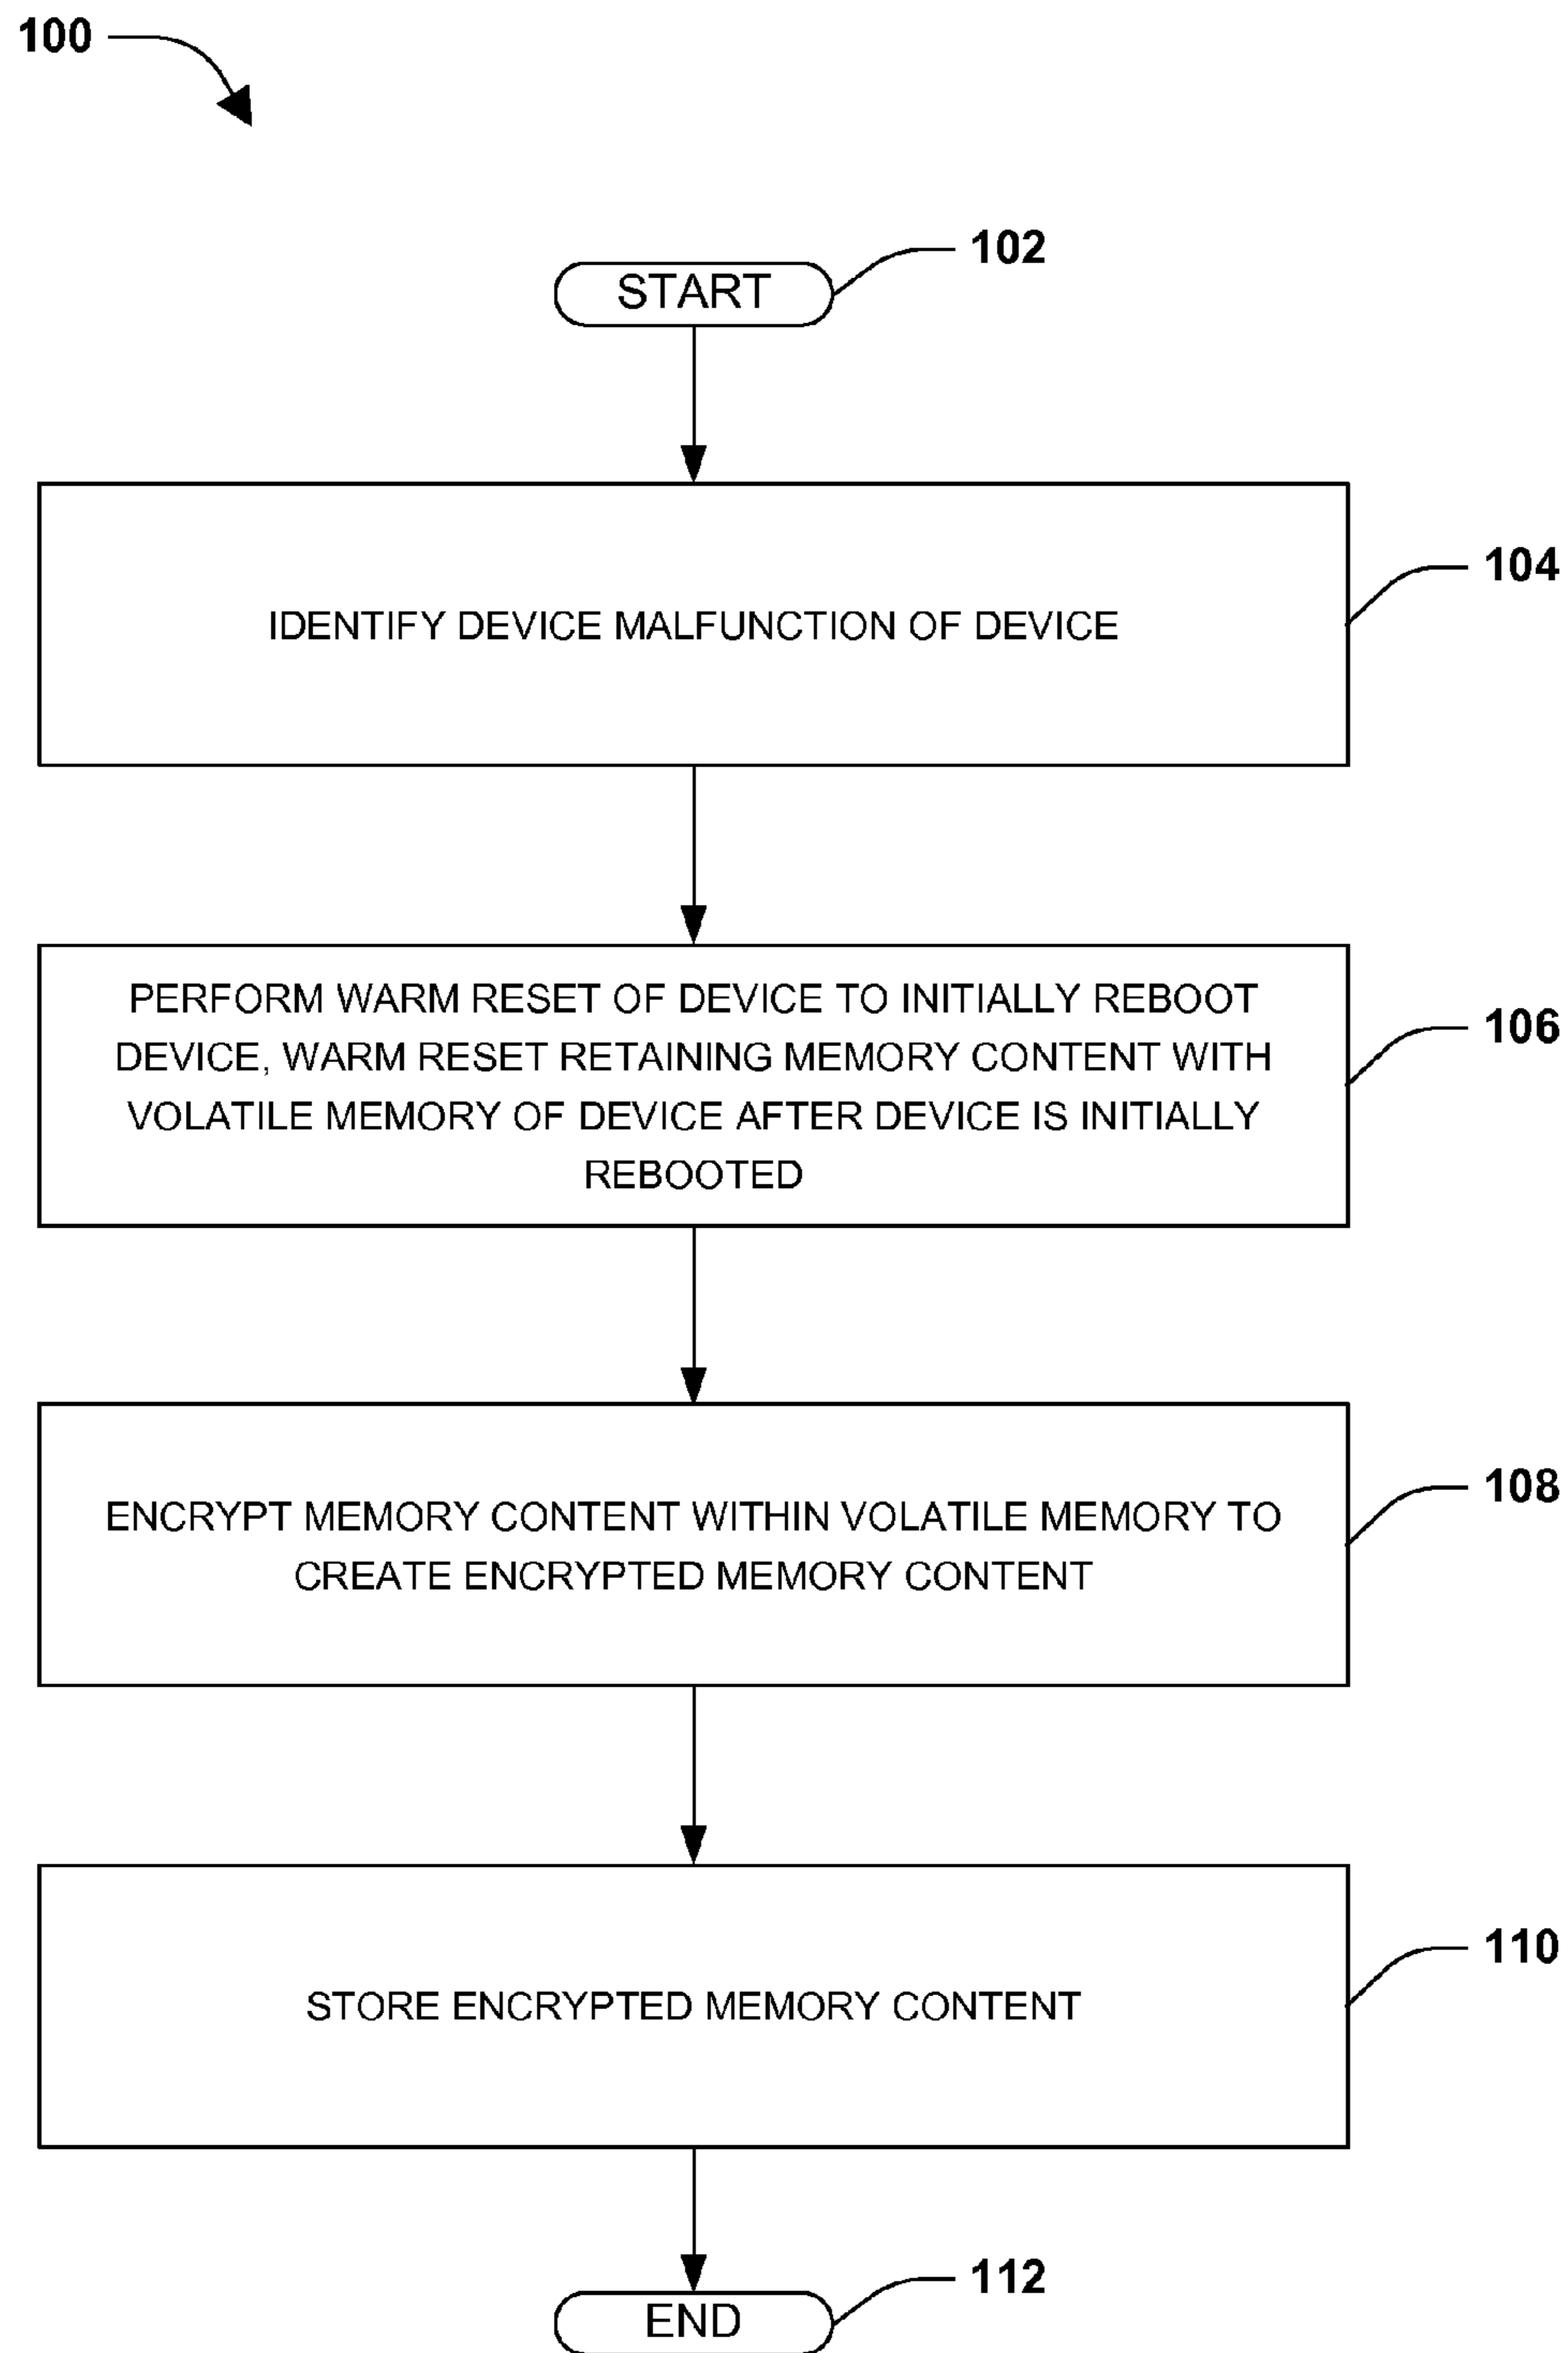 100
102
START
104
IDENTIFY DEVICE MALFUNCTION OF DEVICE
106
PERFORM WARM RESET OF DEVICE TO INITIALLY REBOOT
DEVICE, WARM RESET RETAINING MEMORY CONTENT WITH
VOLATILE MEMORY OF DEVICE AFTER DEVICE IS INITIALLY
REBOOTED
108
ENCRYPT MEMORY CONTENT WITHIN VOLATILE MEMORY TO
CREATE ENCRYPTED MEMORY CONTENT
110
STORE ENCRYPTED MEMORY CONTENT
112
END